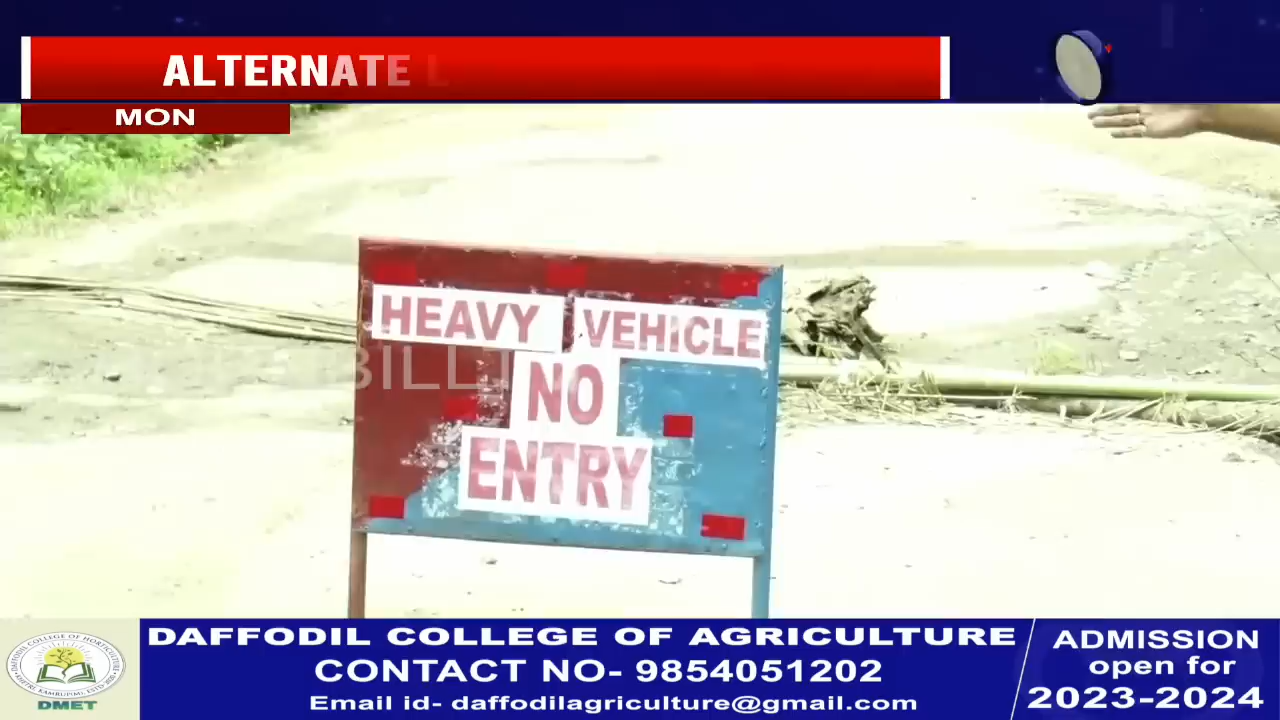 ALTERNATE L
MON
HEAVY VEHICLE
NO
ENTRY
DAFFODIL COLLEGE OF AGRICULTURE
CONTACT NO- 9854051202
Email id- daffodilagriculture@gmail.com
ADMISSION
open for
2023-2024
DMET